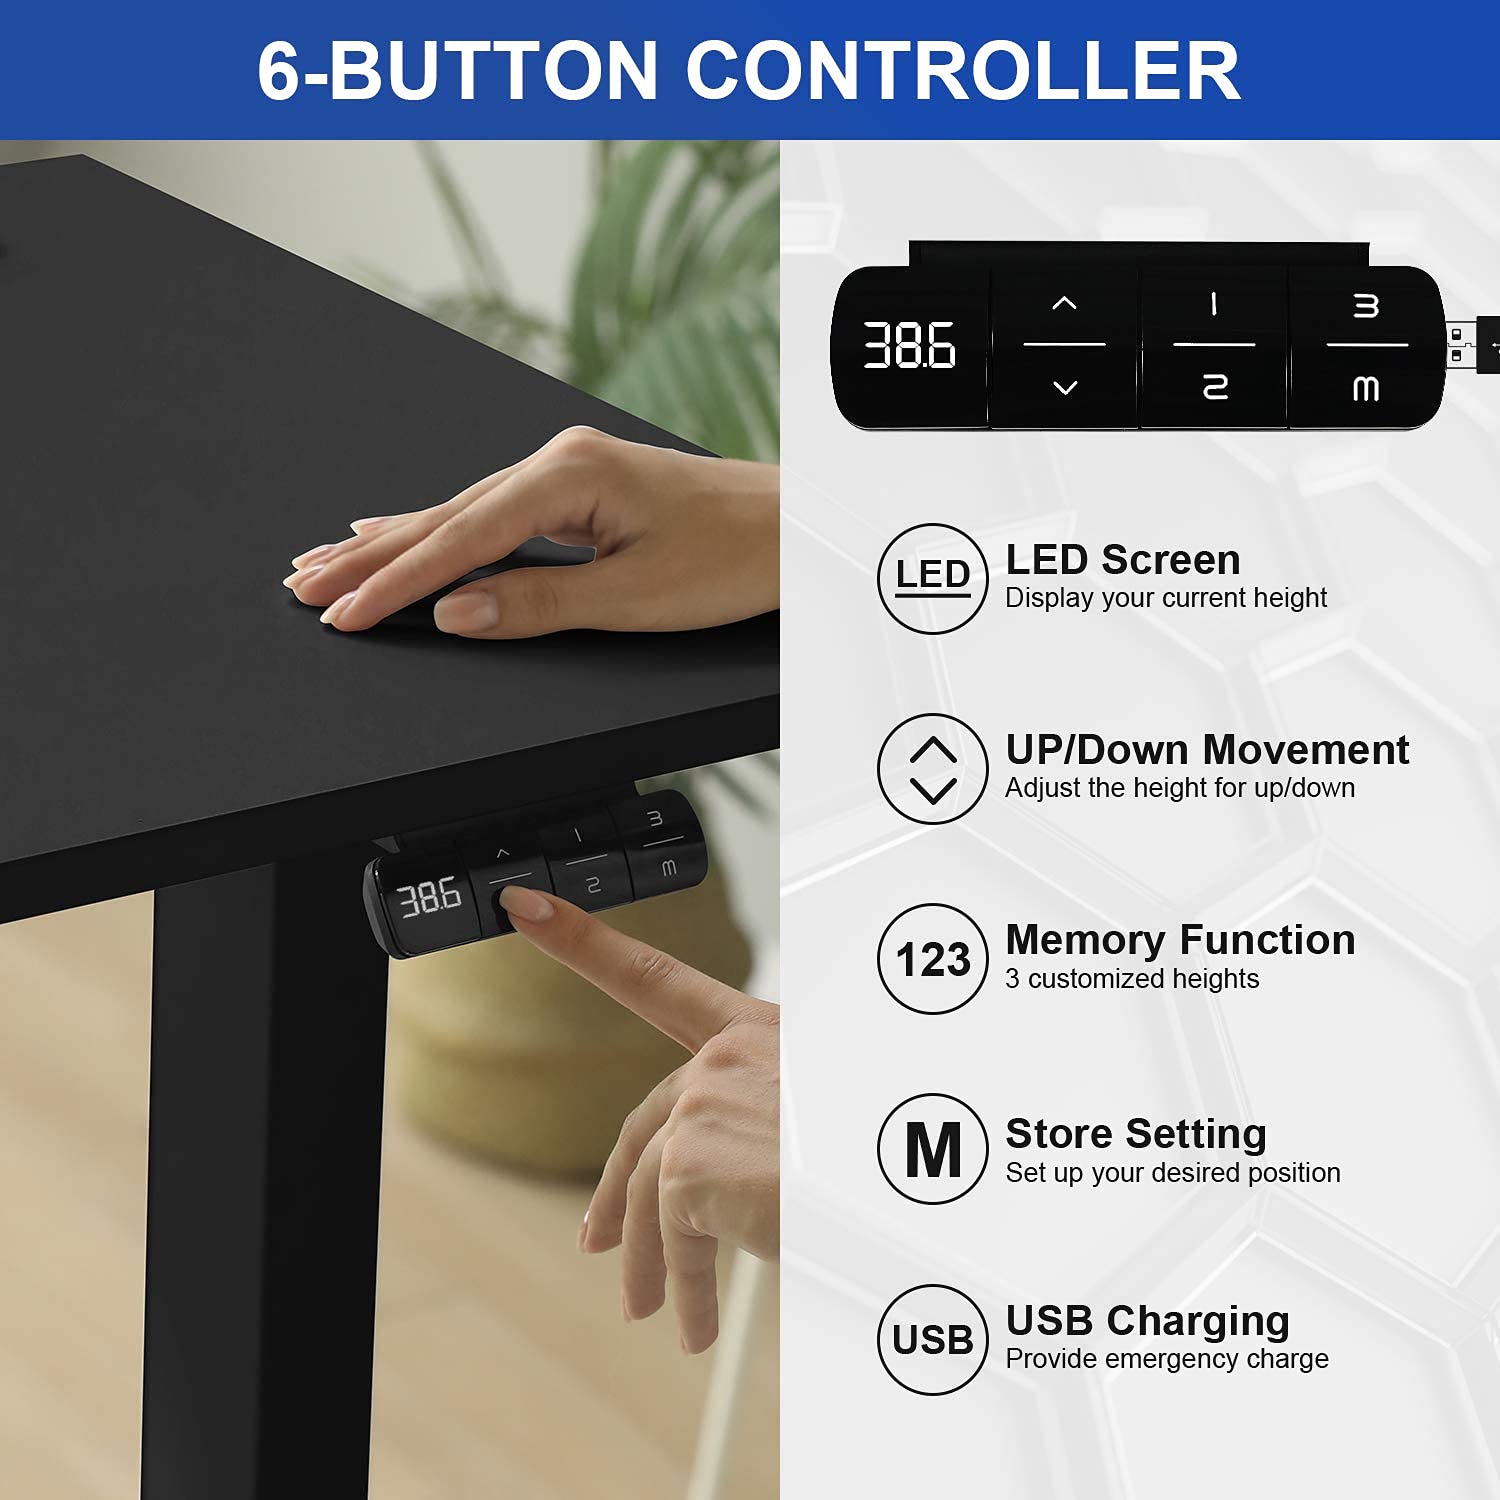 6-BUTTON CONTROLLER
38.6
1
2
3
M
38.6
1
2
3
M
LED
LED Screen
Display your current height
UP/Down Movement
Adjust the height for up/down
123
Memory Function
3 customized heights
M
Store Setting
Set up your desired position
USB
USB Charging
Provide emergency charge